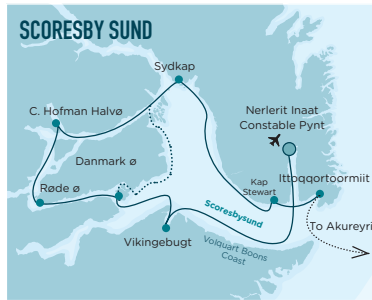 SCORESBY SUND
Sydkap
C. Hofman Halvø
Nerlerit Inaat
Constable Pynt
Danmark ø
Kap
Stewart
Ittoqqortoormiit
Røde ø
Scoresbysund
To Akureyri
Vikingebugt
Volquart Boons
Coast